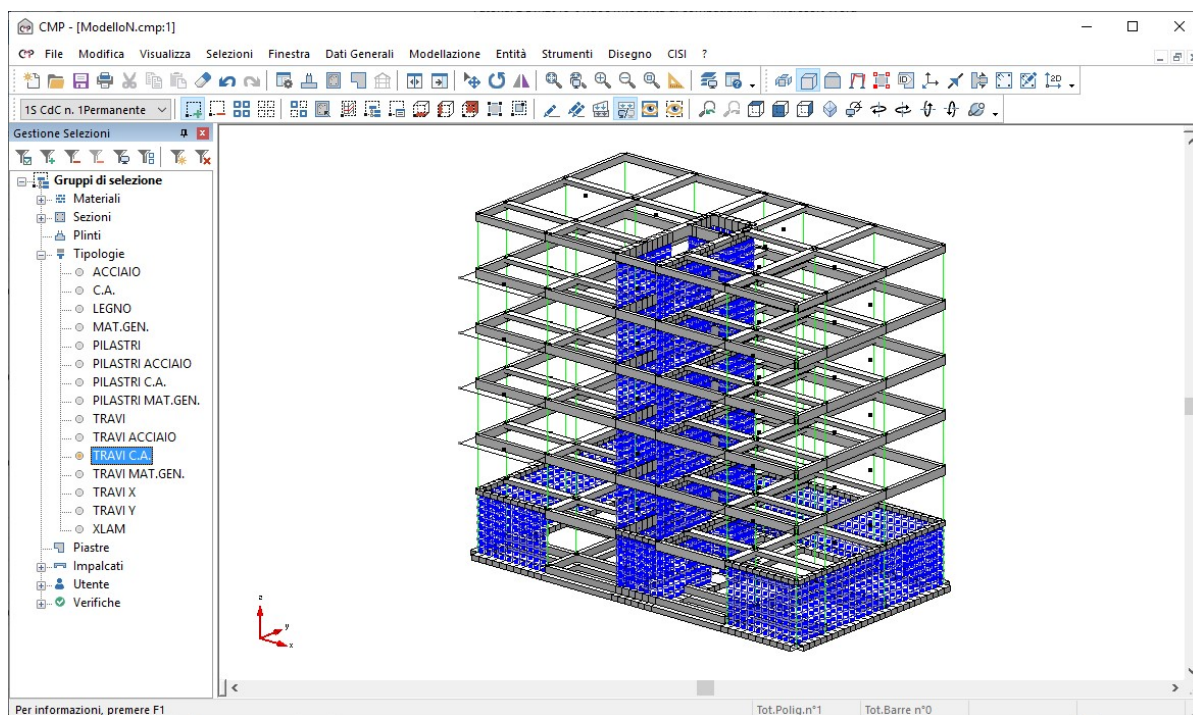 CMP - [ModelloN.cmp:1]
File Modifica Visualizza Selezioni Finestra Dati Generali Modellazione Entità Strumenti Disegno CISI ?
2D
1S CdC n. 1Permanente
Gestione Selezioni
Gruppi di selezione
Materiali
Sezioni
Plinti
Tipologie
ACCIAIO
C.A.
LEGNO
MAT.GEN.
PILASTRI
PILASTRI ACCIAIO
PILASTRI C.A.
PILASTRI MAT.GEN.
TRAVI
TRAVI ACCIAIO
TRAVI C.A.
TRAVI MAT.GEN.
TRAVI X
TRAVI Y
XLAM
Piastre
Impalcati
Utente
Verifiche
z
y
x
Per informazioni, premere F1
Tot.Polig.n°1
Tot.Barre n°0